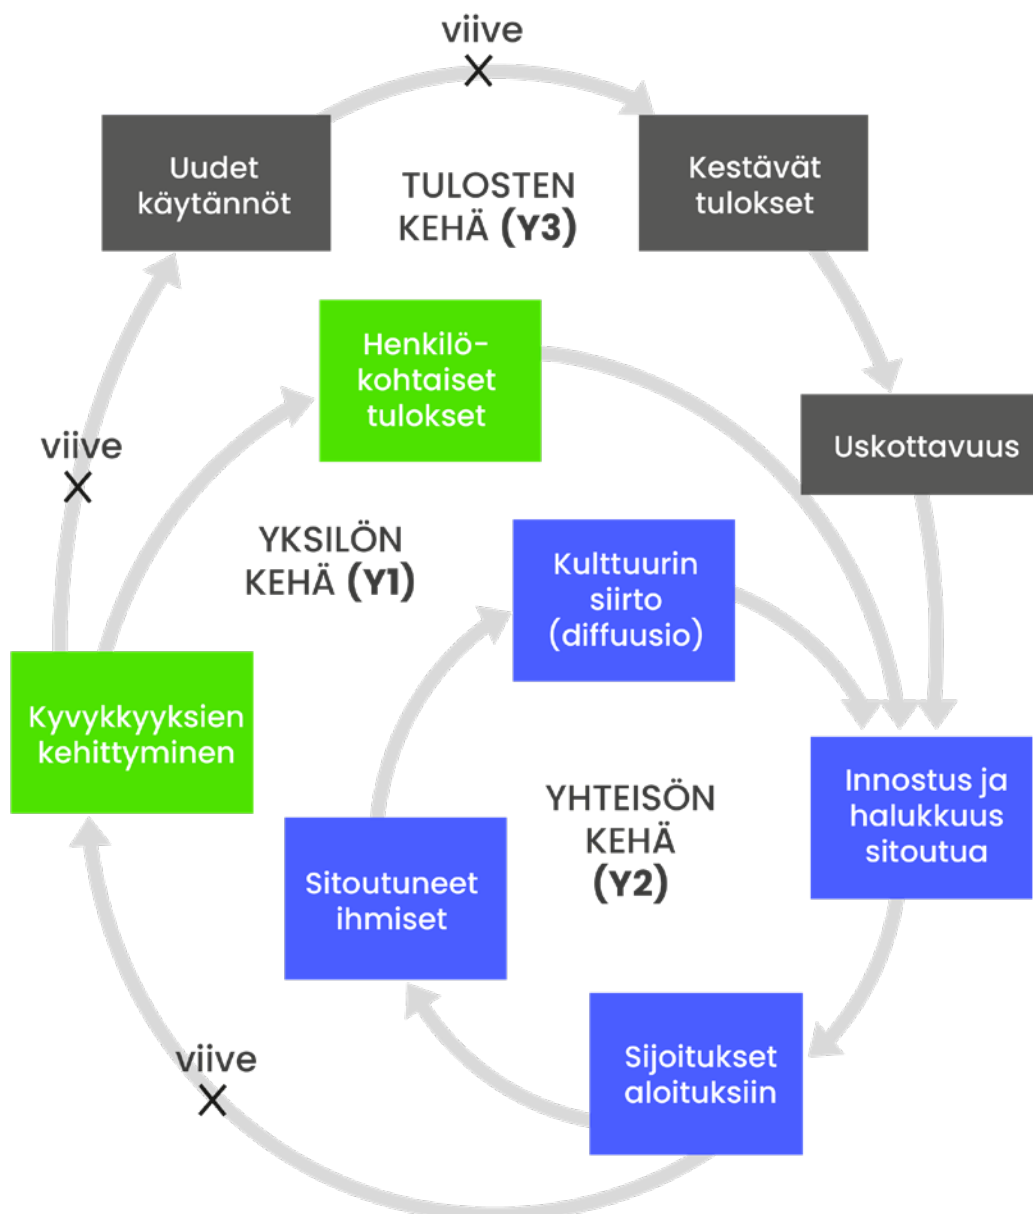 viive
Uudet
käytännöt
TULOSTEN
KEHÄ (Y3)
Kestävät
tulokset
Henkilö-
kohtaiset
tulokset
viive
Uskottavuus
YKSILÖN
KEHÄ (Y1)
Kulttuurin
siirto
(diffuusio)
Kyvykkyyksien
kehittyminen
YHTEISÖN
KEHÄ
(Y2)
Innostus ja
halukkuus
sitoutua
Sitoutuneet
ihmiset
viive
Sijoitukset
aloituksiin